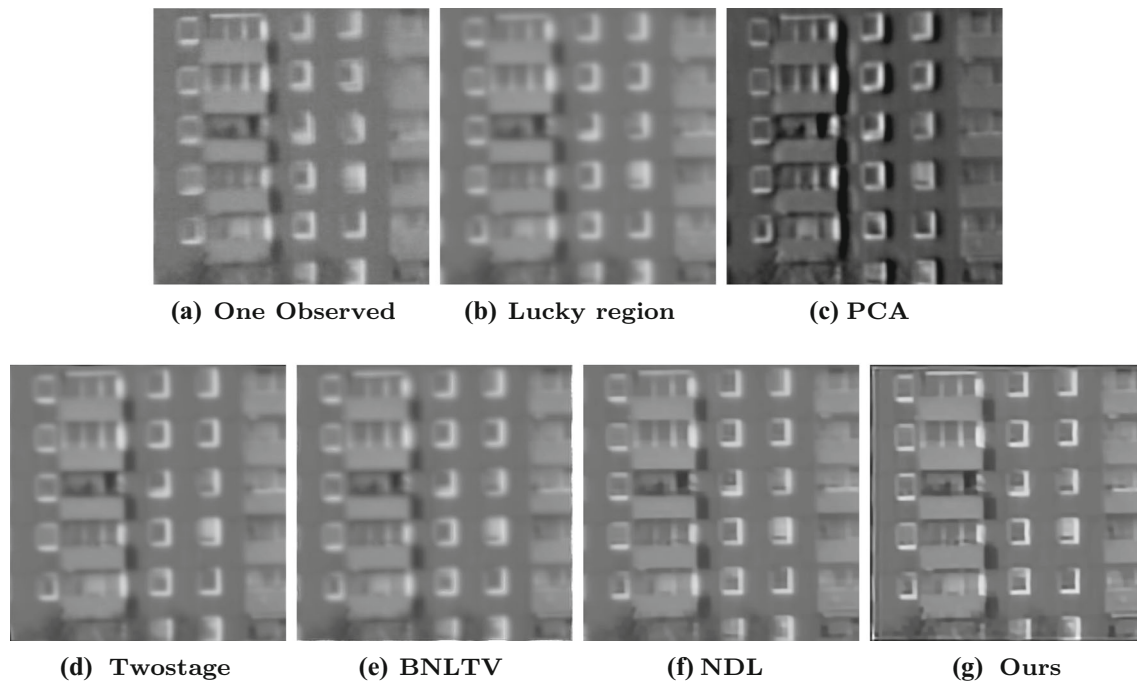 (a) One Observed
(b) Lucky region
(c) PCA
(d) Twostage
(e) BNLTV
(f) NDL
(g) Ours